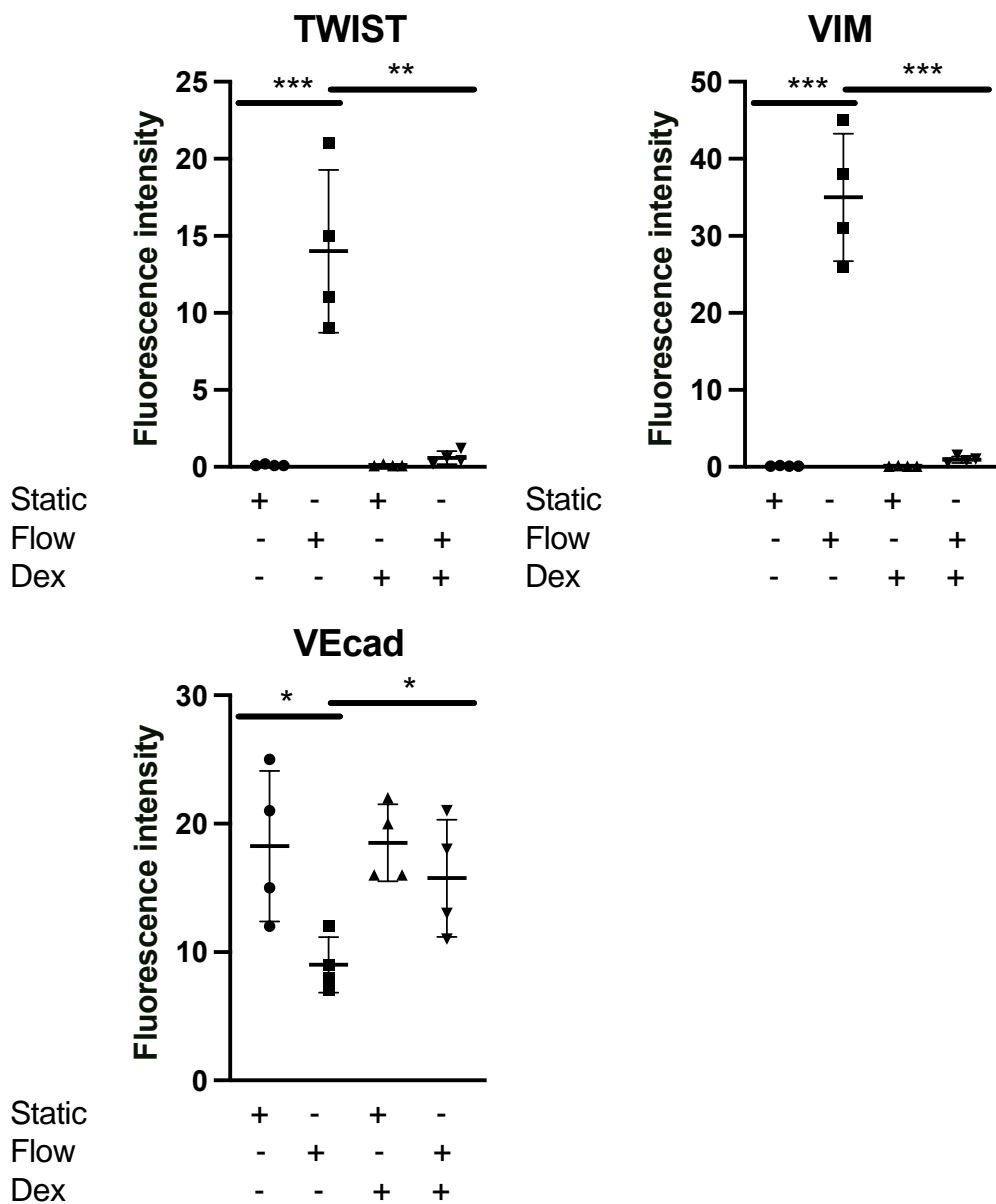 TWIST
Fluorescence intensity
25
20
15
10
5
0
*** **
Static + - + -
Flow - + - +
Dex - - + +
VIM
Fluorescence intensity
50
40
30
20
10
0
*** ***
Static + - + -
Flow - + - +
Dex - - + +
VEcad
Fluorescence intensity
30
20
10
0
* *
Static + - + -
Flow - + - +
Dex - - + +